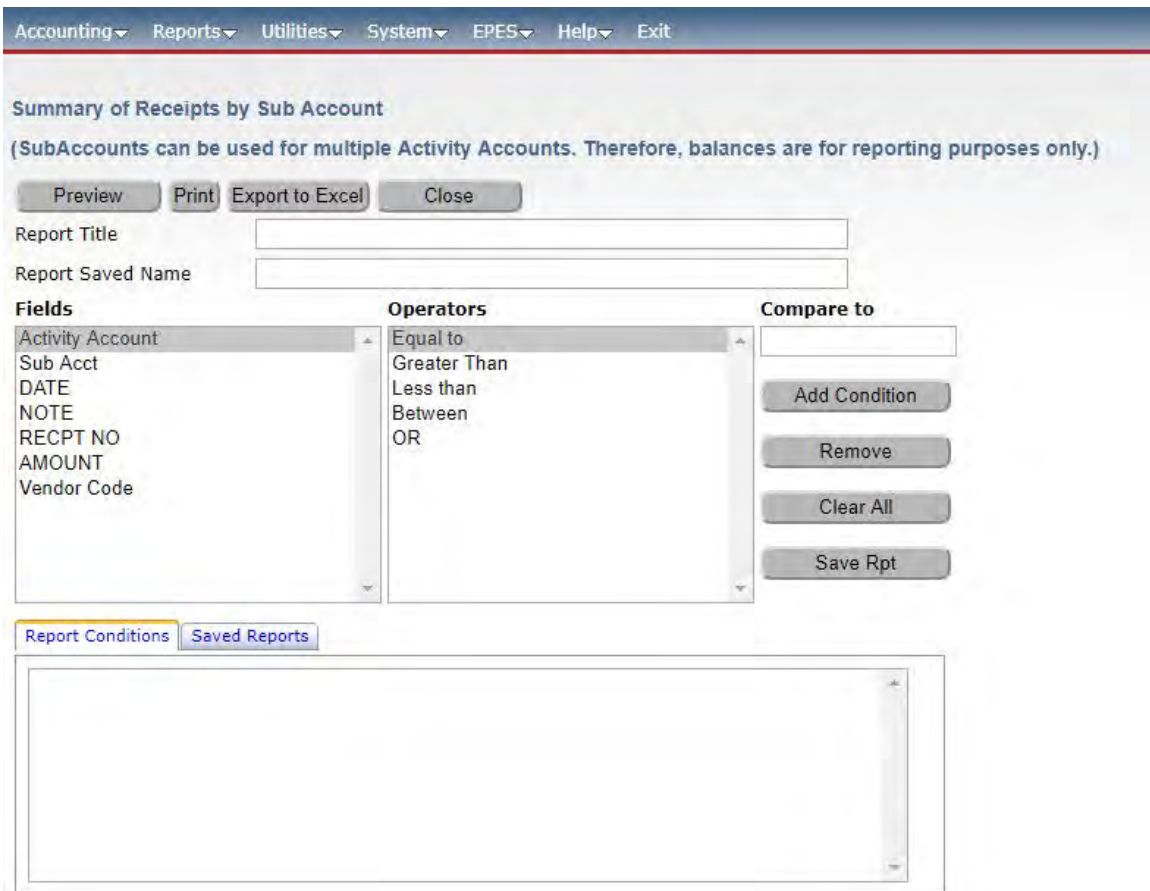 Accounting Reports Utilities System EPES Help Exit
Summary of Receipts by Sub Account
(SubAccounts can be used for multiple Activity Accounts. Therefore, balances are for reporting purposes only.)
Preview Print Export to Excel Close
Report Title
Report Saved Name
Fields Operators Compare to
Activity Account Equal to
Sub Acct Greater Than
DATE Less than
NOTE Between
RECPT NO OR
AMOUNT
Vendor Code
Add Condition
Remove
Clear All
Save Rpt
Report Conditions Saved Reports